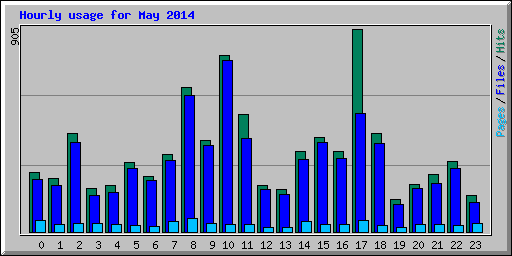 Hourly usage for May 2014
905
Pages/Files/Hits
0 1 2 3 4 5 6 7 8 9 10 11 12 13 14 15 16 17 18 19 20 21 22 23